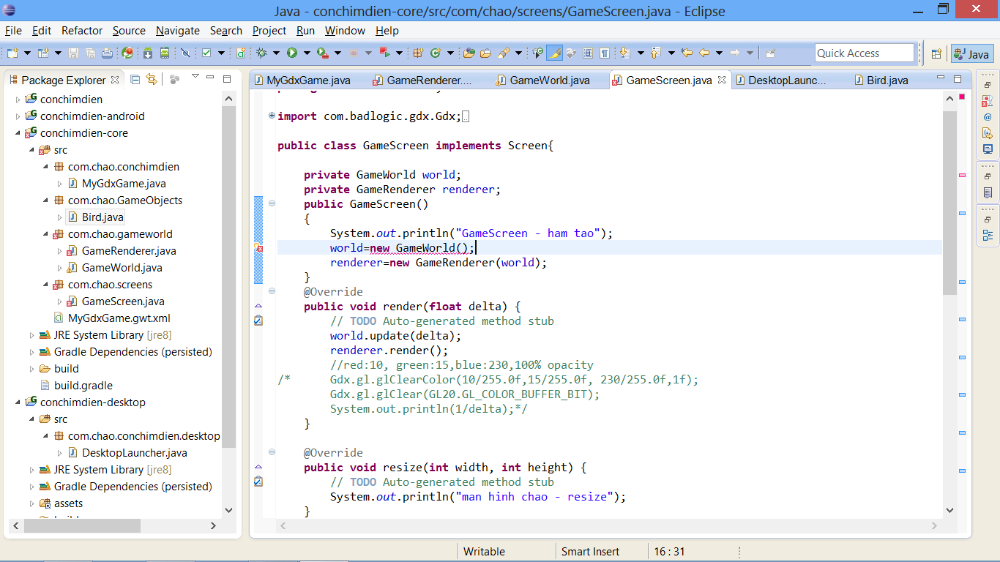 Java - conchimdien-core/src/com/chao/screens/GameScreen.java - Eclipse
File Edit Refactor Source Navigate Search Project Run Window Help
Quick Access
Java
Package Explorer
MyGdxGame.java
GameRenderer....
GameWorld.java
GameScreen.java
DesktopLaunc...
Bird.java
conchimdien
conchimdien-android
conchimdien-core
src
com.chao.conchimdien
MyGdxGame.java
com.chao.GameObjects
Bird.java
com.chao.gameworld
GameRenderer.java
GameWorld.java
com.chao.screens
GameScreen.java
MyGdxGame.gwt.xml
JRE System Library [jre8]
Gradle Dependencies (persisted)
build
build.gradle
conchimdien-desktop
src
com.chao.conchimdien.desktop
DesktopLauncher.java
JRE System Library [jre8]
Gradle Dependencies (persisted)
assets
import com.badlogic.gdx.Gdx;
public class GameScreen implements Screen{
private GameWorld world;
private GameRenderer renderer;
public GameScreen()
{
System.out.println("GameScreen - ham tao");
world=new GameWorld();
renderer=new GameRenderer(world);
}
@Override
public void render(float delta) {
// TODO Auto-generated method stub
world.update(delta);
renderer.render();
//red:10, green:15,blue:230,100% opacity
/* Gdx.gl.glClearColor(10/255.0f,15/255.0f, 230/255.0f,1f);
Gdx.gl.glClear(GL20.GL_COLOR_BUFFER_BIT);
System.out.println(1/delta);*/
}
@Override
public void resize(int width, int height) {
// TODO Auto-generated method stub
System.out.println("man hinh chao - resize");
}
Writable
Smart Insert
16 : 31